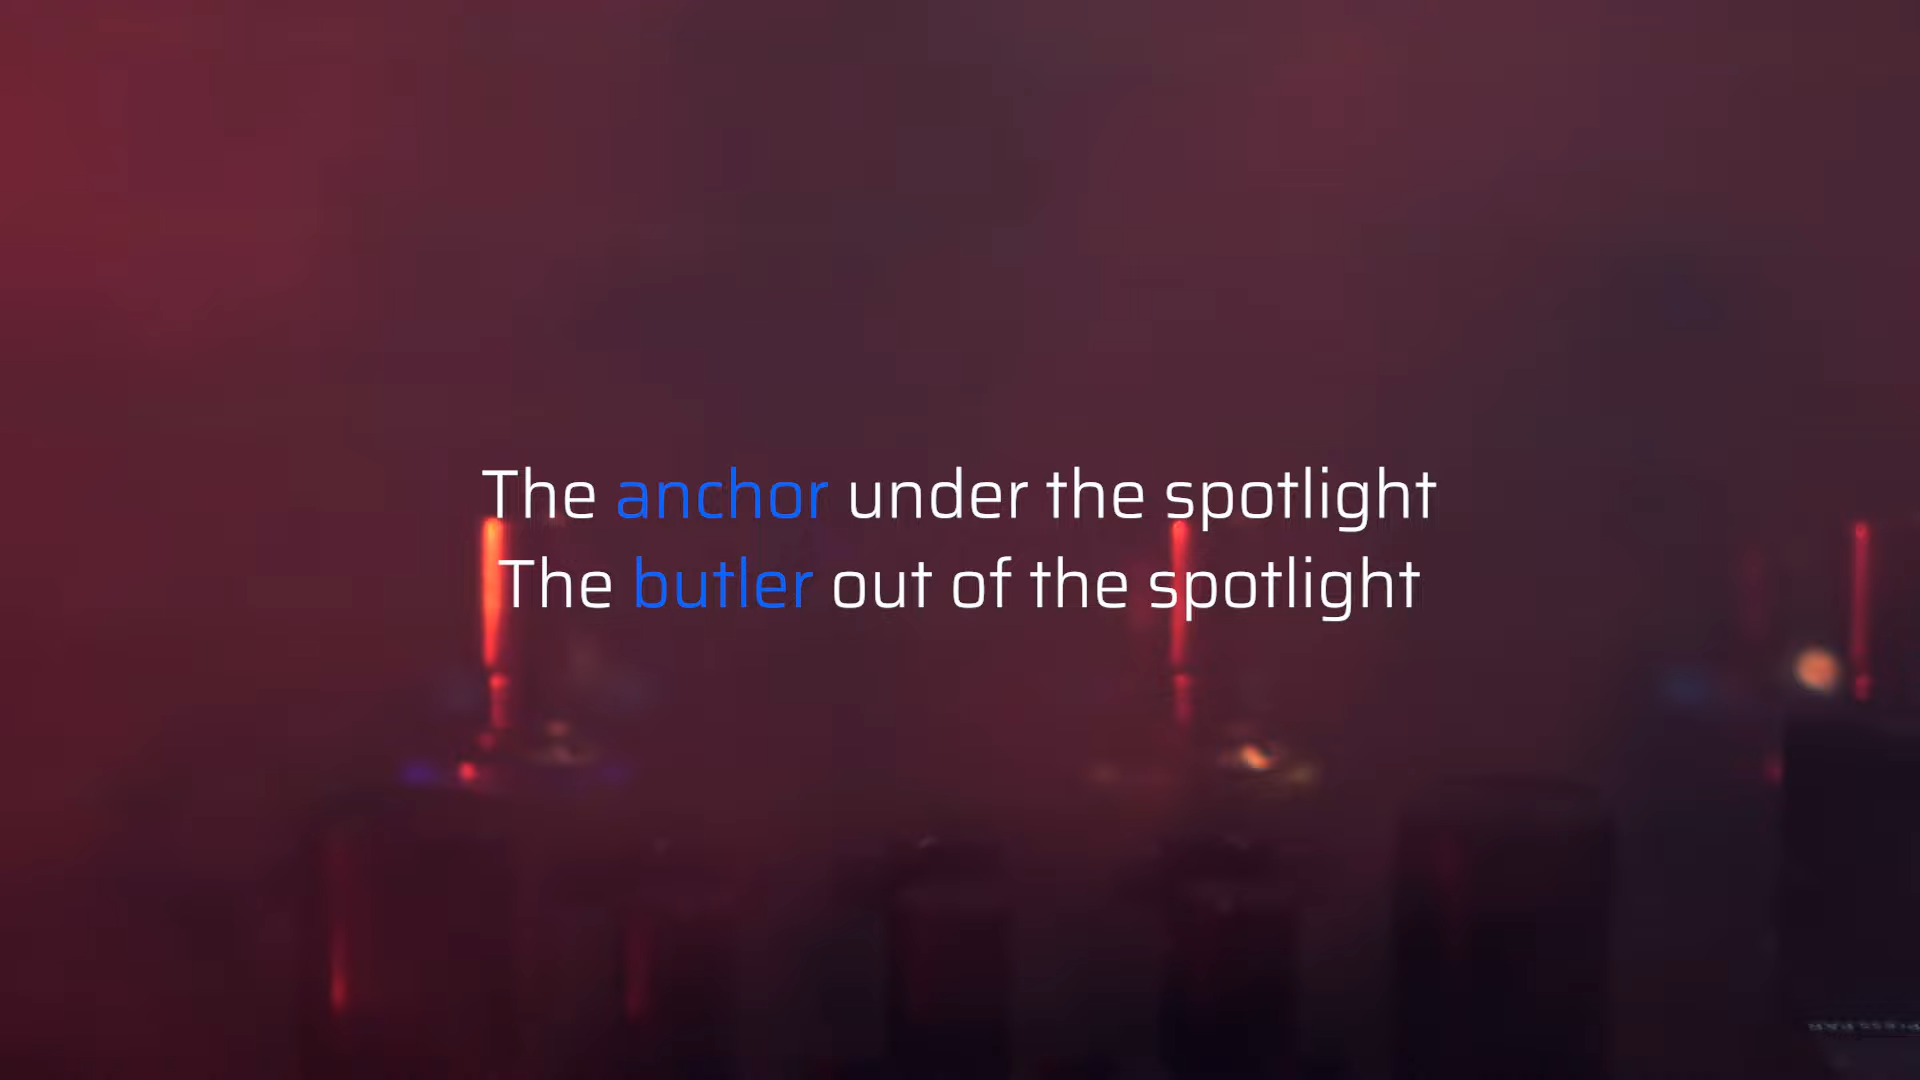 The anchor under the spotlight
The butler out of the spotlight